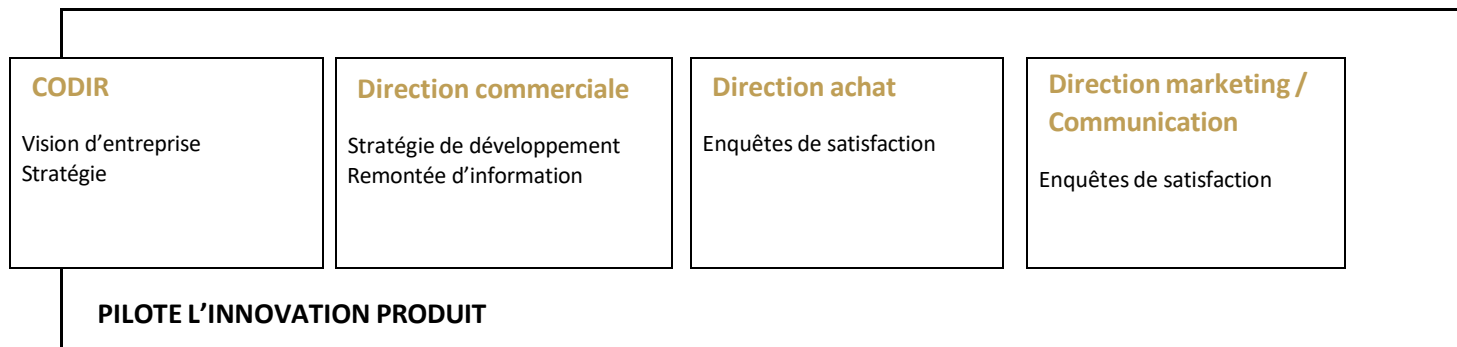 CODIR
Vision d’entreprise
Stratégie
Direction commerciale
Stratégie de développement
Remontée d’information
Direction achat
Enquêtes de satisfaction
Direction marketing /
Communication
Enquêtes de satisfaction
PILOTE L’INNOVATION PRODUIT